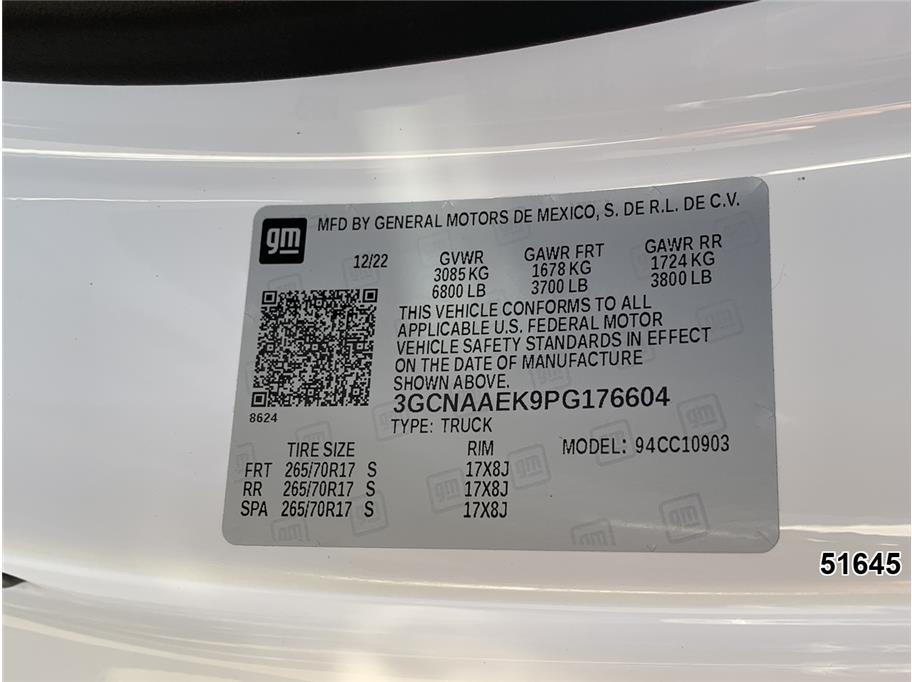 gm MFD BY GENERAL MOTORS DE MEXICO, S. DE R.L. DE C.V.
12/22 GVWR GAWR FRT GAWR RR
3085 KG 1678 KG 1724 KG
6800 LB 3700 LB 3800 LB
THIS VEHICLE CONFORMS TO ALL
APPLICABLE U.S. FEDERAL MOTOR
VEHICLE SAFETY STANDARDS IN EFFECT
ON THE DATE OF MANUFACTURE
SHOWN ABOVE.
8624
3GCNAAEK9PG176604
TYPE: TRUCK
TIRE SIZE RIM MODEL: 94CC10903
FRT 265/70R17 S 17X8J
RR 265/70R17 S 17X8J
SPA 265/70R17 S 17X8J
51645